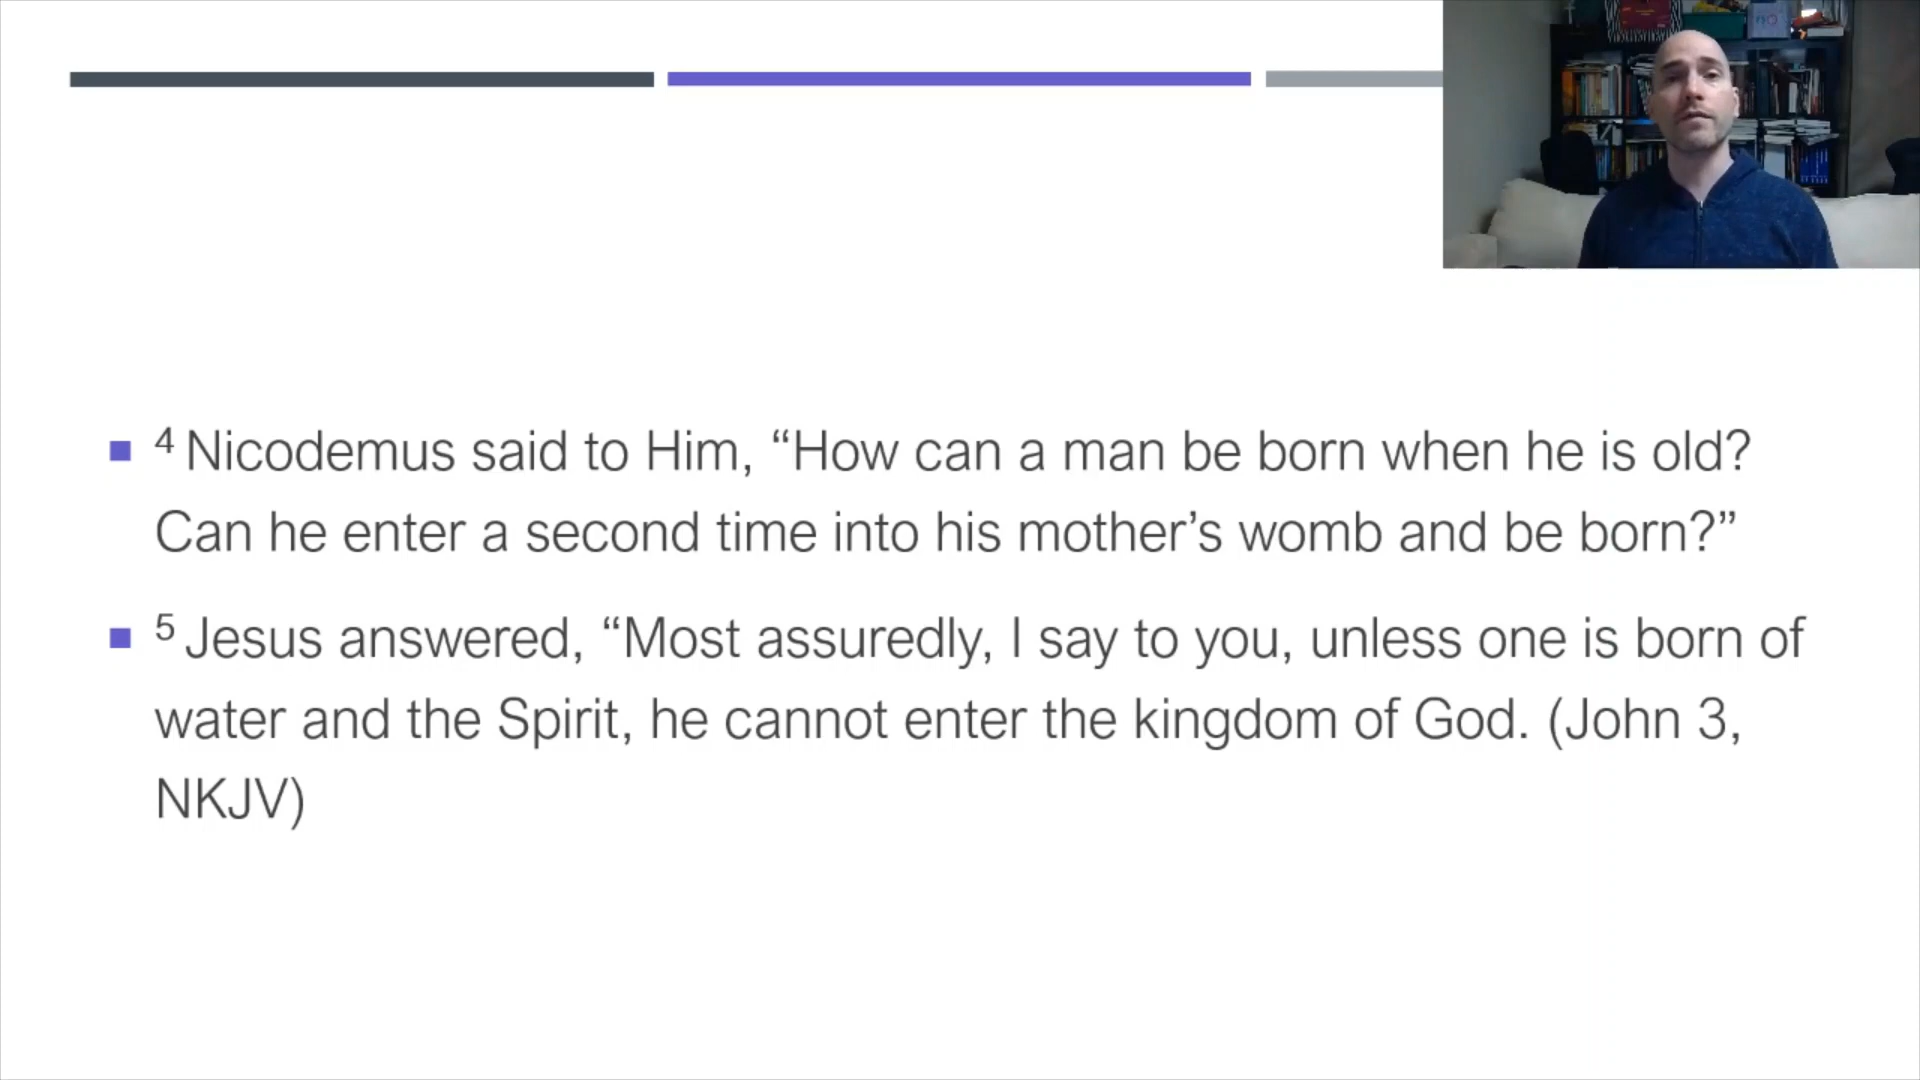 4 Nicodemus said to Him, “How can a man be born when he is old?
Can he enter a second time into his mother’s womb and be born?”
5 Jesus answered, “Most assuredly, I say to you, unless one is born of
water and the Spirit, he cannot enter the kingdom of God. (John 3,
NKJV)